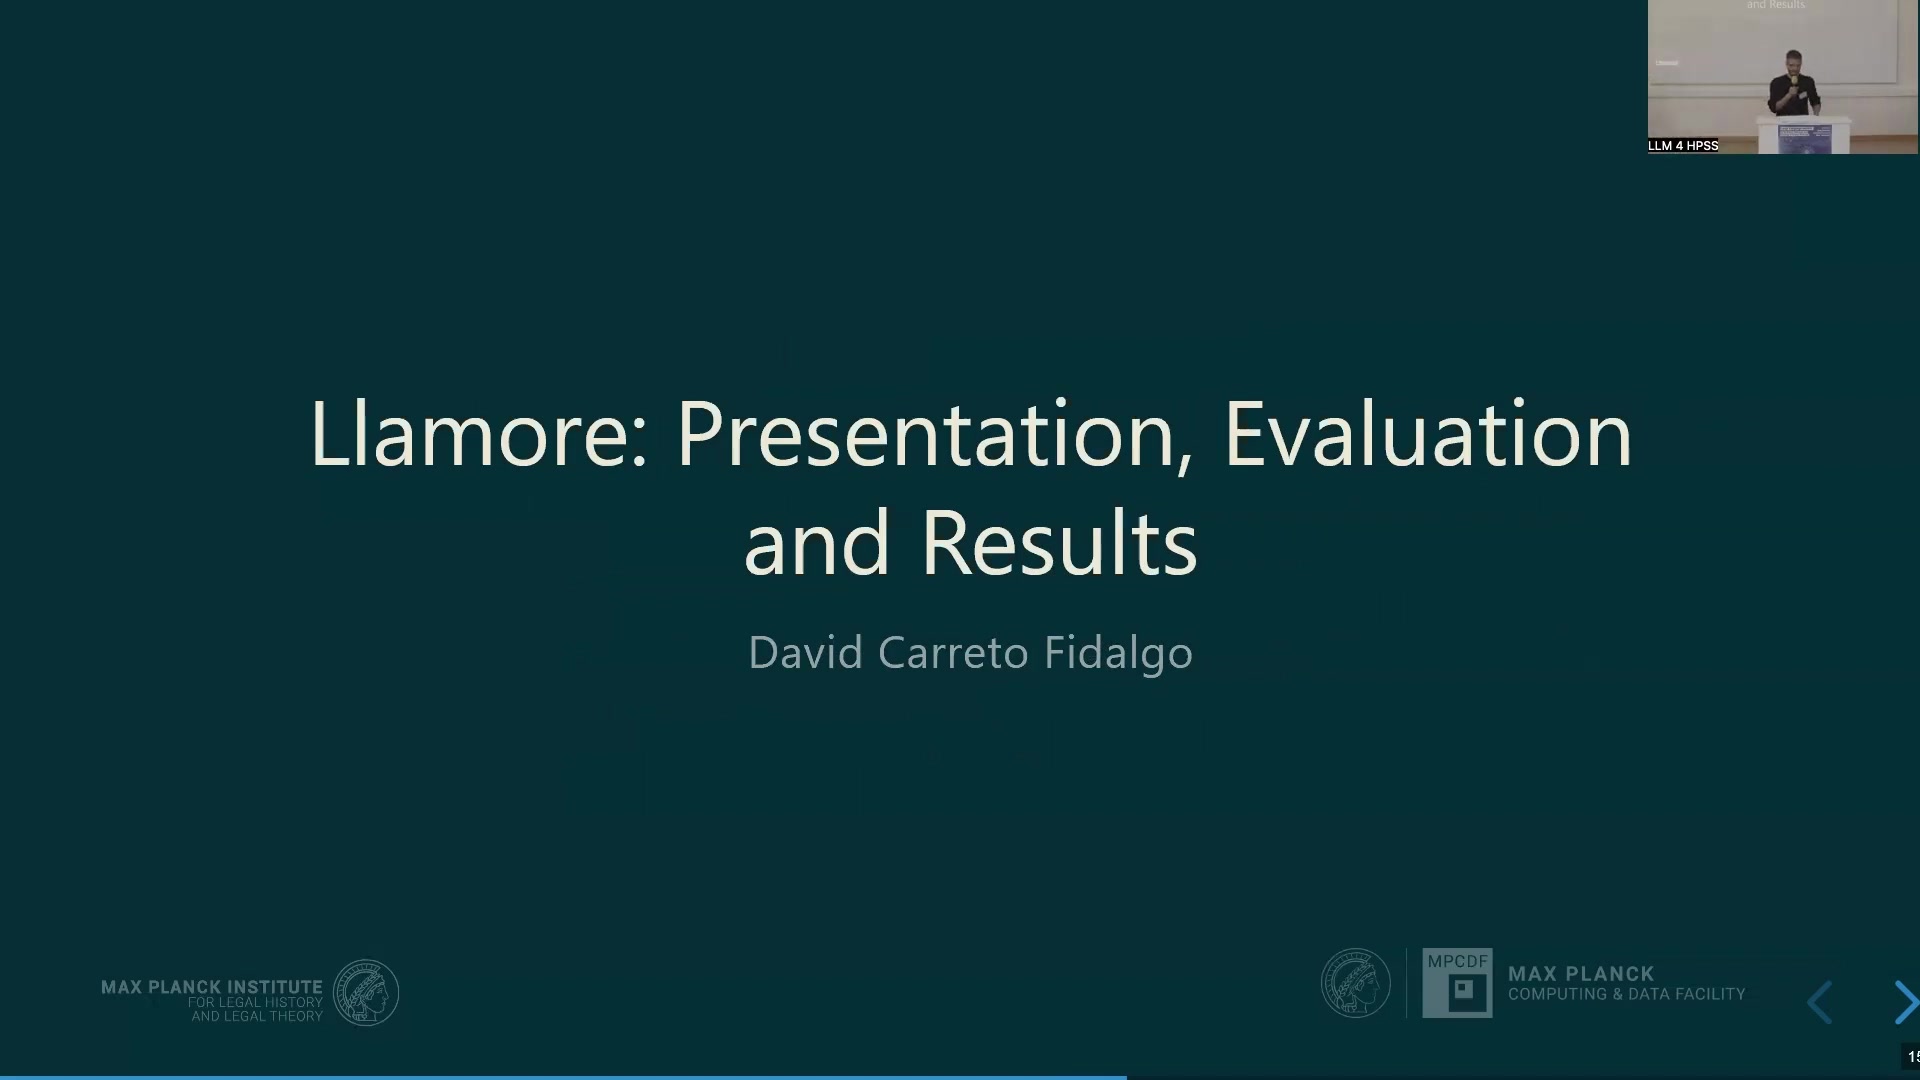 and Results
LLM 4 HPSS
Llamore: Presentation, Evaluation
and Results
David Carreto Fidalgo
MAX PLANCK INSTITUTE
FOR LEGAL HISTORY
AND LEGAL THEORY
MPCDF
MAX PLANCK
COMPUTING & DATA FACILITY
15